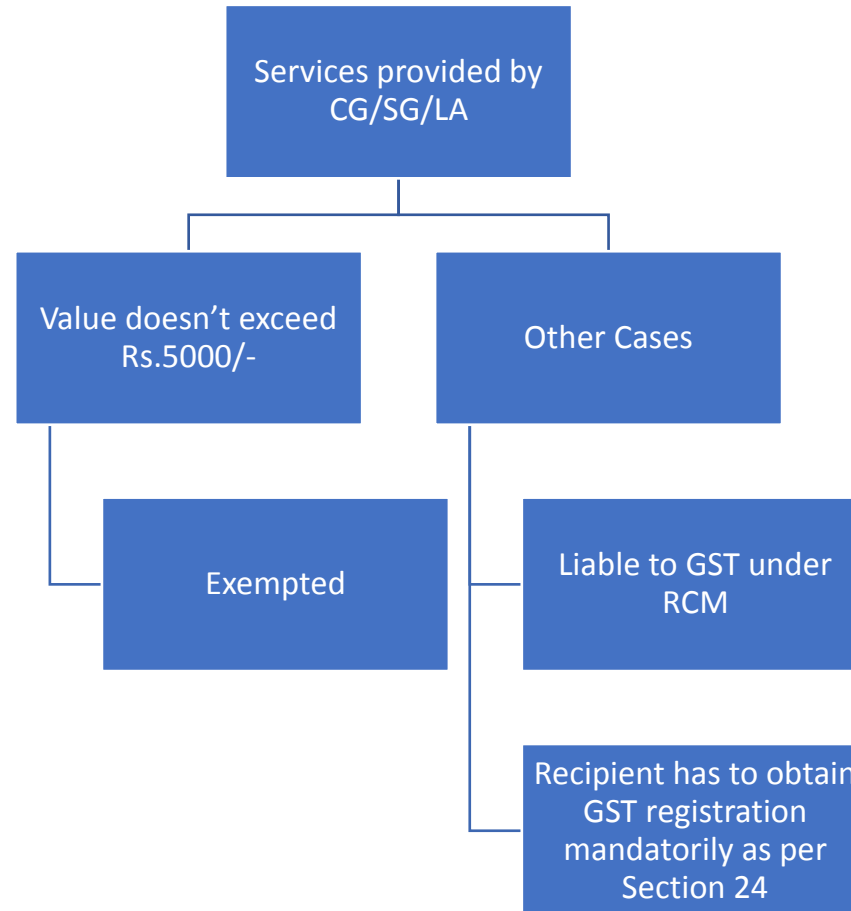 Services provided by
CG/SG/LA
Value doesn’t exceed
Rs.5000/-
Other Cases
Exempted
Liable to GST under
RCM
Recipient has to obtain
GST registration
mandatorily as per
Section 24